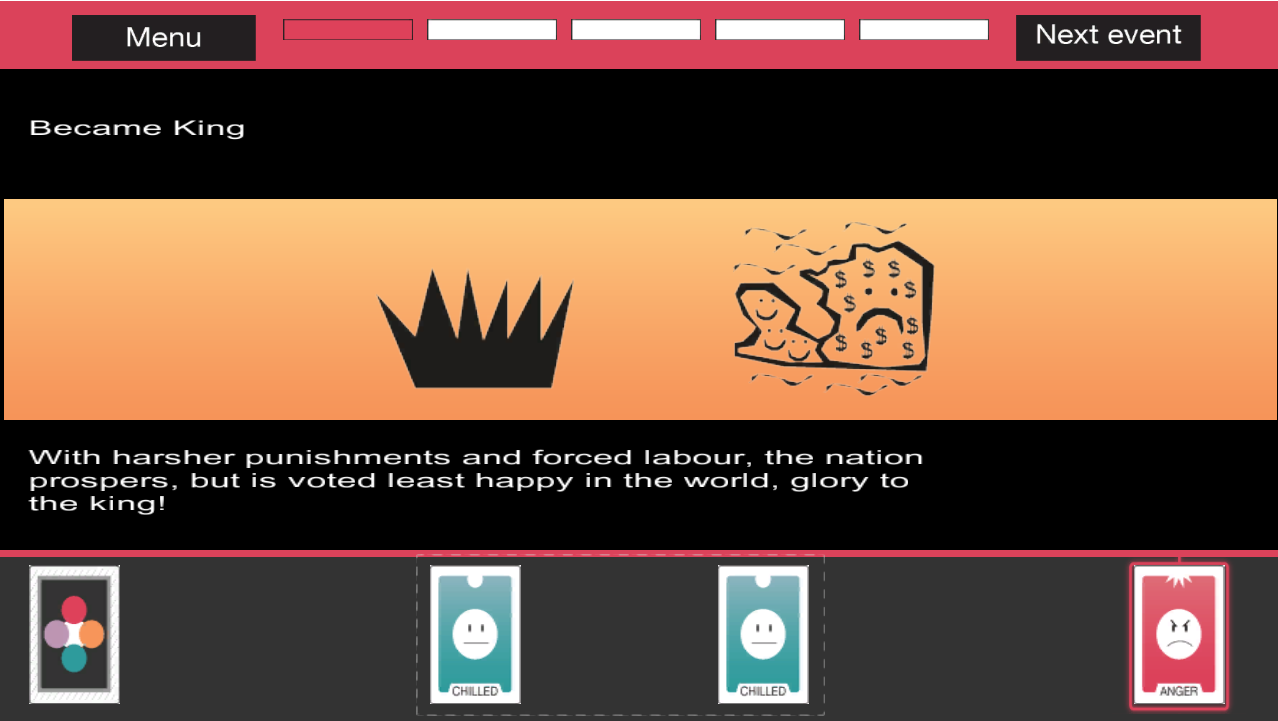 Menu
Next event
Became King
$ $ $ $
$ $
$ $ $ $
With harsher punishments and forced labour, the nation
prospers, but is voted least happy in the world, glory to
the king!
CHILLED
CHILLED
ANGER